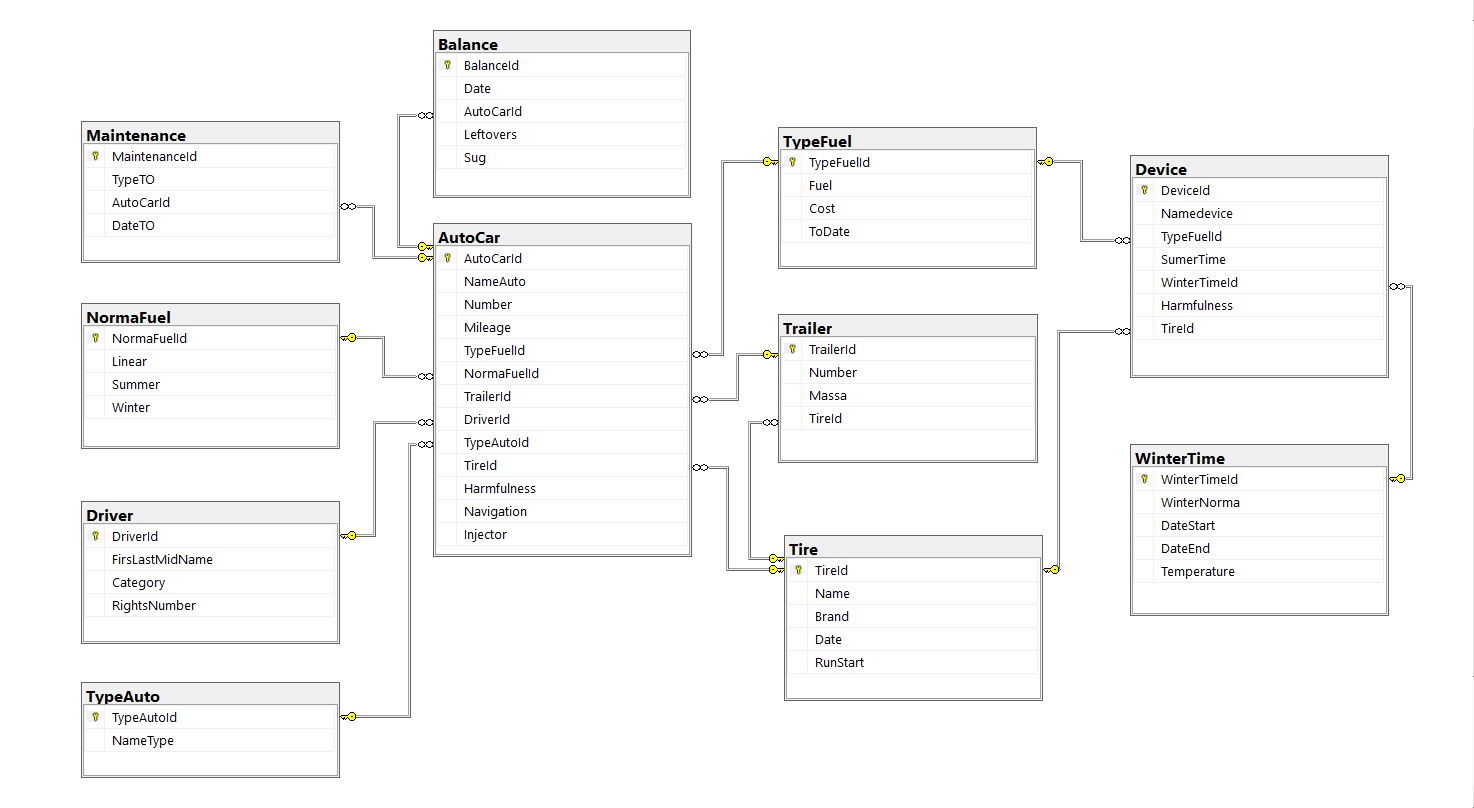 Balance
BalanceId
Date
AutoCarId
Leftovers
Sug
Maintenance
MaintenanceId
TypeTO
AutoCarId
DateTO
TypeFuel
TypeFuelId
Fuel
Cost
ToDate
Device
DeviceId
Namedevice
TypeFuelId
SumerTime
WinterTimeId
Harmfulness
TireId
AutoCar
AutoCarId
NameAuto
Number
Mileage
TypeFuelId
NormaFuelId
TrailerId
DriverId
TypeAutoId
TireId
Harmfulness
Navigation
Injector
NormaFuel
NormaFuelId
Linear
Summer
Winter
Trailer
TrailerId
Number
Massa
TireId
WinterTime
WinterTimeId
WinterNorma
DateStart
DateEnd
Temperature
Driver
DriverId
FirsLastMidName
Category
RightsNumber
Tire
TireId
Name
Brand
Date
RunStart
TypeAuto
TypeAutoId
NameType